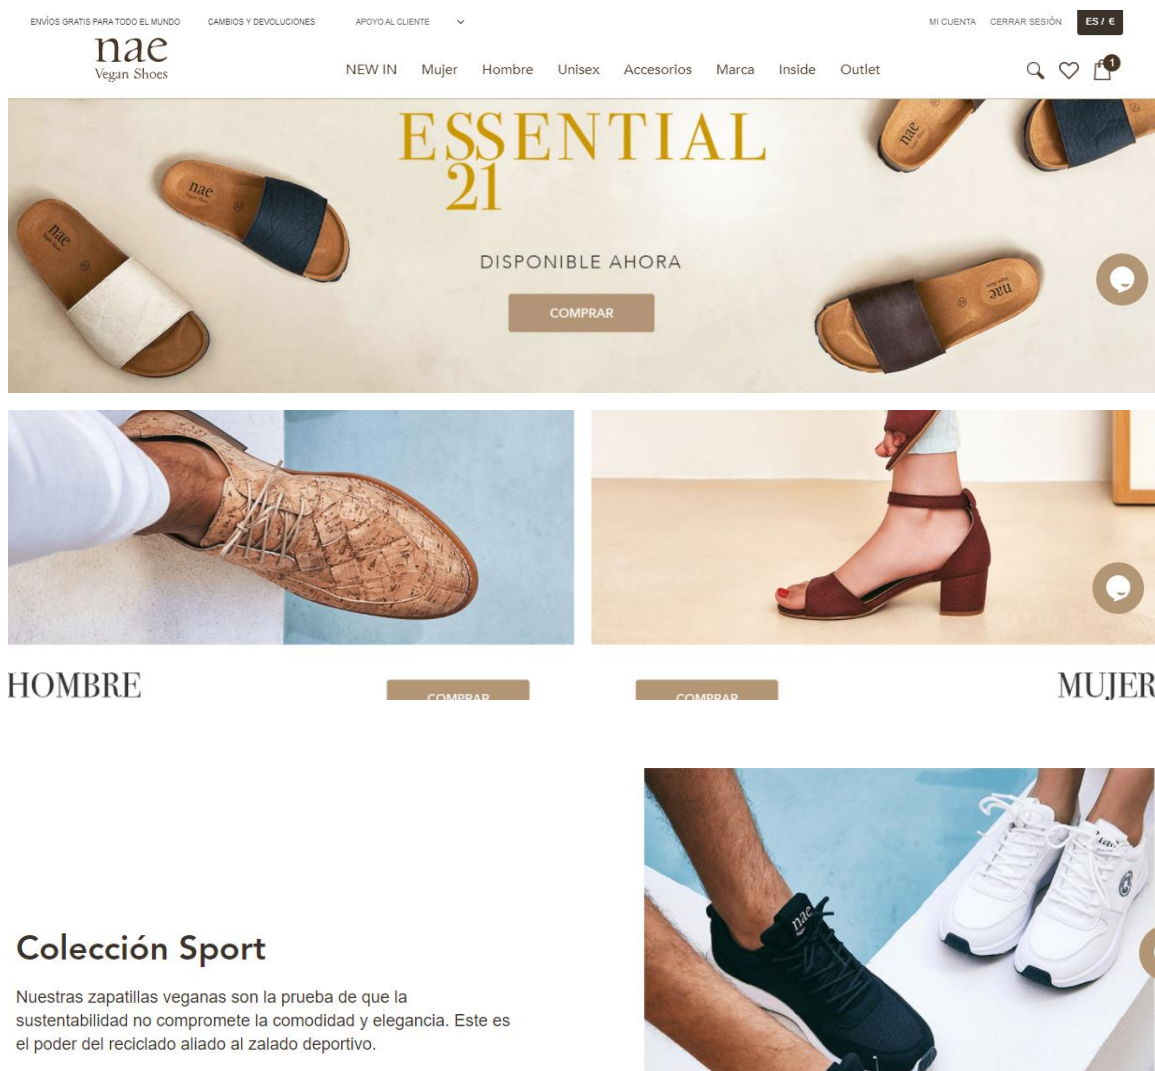 ENVÍOS GRATIS PARA TODO EL MUNDO
CAMBIOS Y DEVOLUCIONES
APOYO AL CLIENTE
MI CUENTA
CERRAR SESIÓN
ES / €
nae
Vegan Shoes
NEW IN
Mujer
Hombre
Unisex
Accesorios
Marca
Inside
Outlet
1
ESSENTIAL
21
DISPONIBLE AHORA
COMPRAR
nae
nae
nae
nae
HOMBRE
COMPRAR
COMPRAR
MUJER
nae
Colección Sport
Nuestras zapatillas veganas son la prueba de que la
sustentabilidad no compromete la comodidad y elegancia. Este es
el poder del reciclado aliado al zalado deportivo.